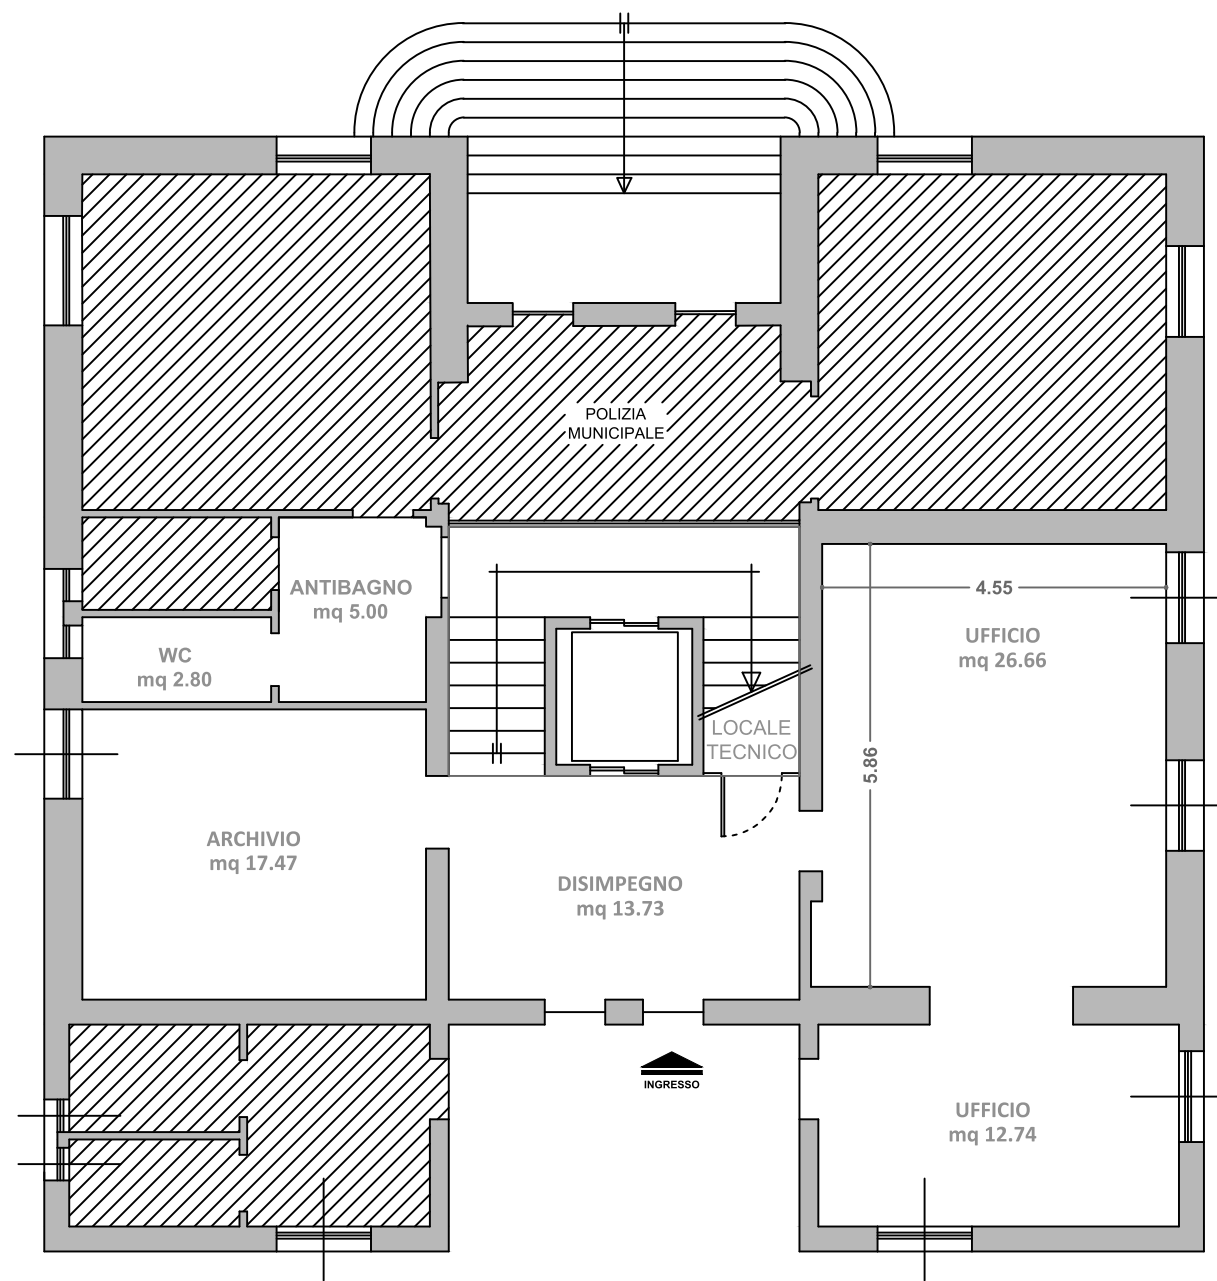 POLIZIA
MUNICIPALE
ANTIBAGNO
mq 5.00
4.55
UFFICIO
mq 26.66
WC
mq 2.80
LOCALE
TECNICO
5.86
ARCHIVIO
mq 17.47
DISIMPEGNO
mq 13.73
INGRESSO
UFFICIO
mq 12.74